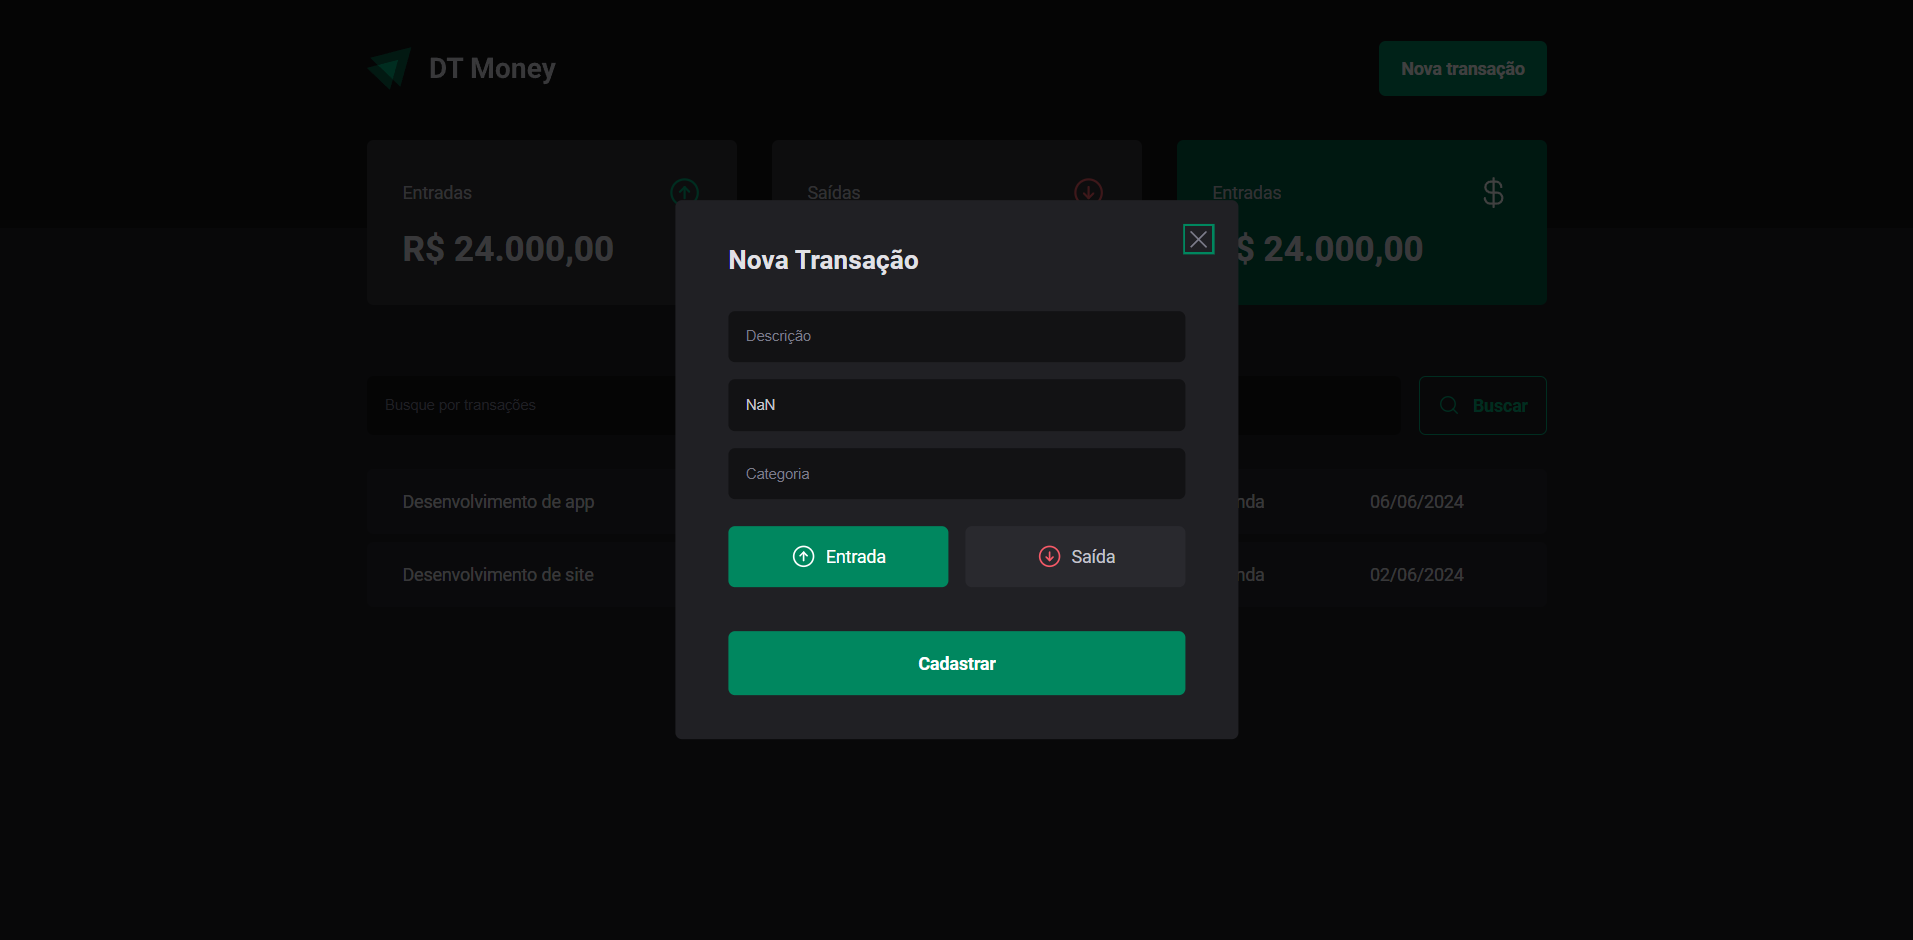 DT Money
Nova transação
Entradas
R$ 24.000,00
Saídas
Entradas
$ 24.000,00
Nova Transação
Descrição
NaN
Categoria
Entrada
Saída
Cadastrar
Busque por transações
Buscar
Desenvolvimento de app
nda
06/06/2024
Desenvolvimento de site
nda
02/06/2024